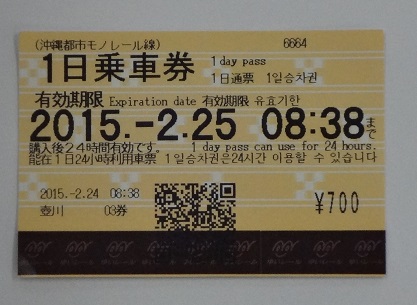 (沖縄都市モノレール線) 6664
1日乗車券 1 day pass
1日通票 1일승차권
有効期限 Expiration date 有効期限 유효기한
2015.-2.25 08:38まで
購入後24時間有効です。 1 day pass can use for 24 hours.
能在1日24小時利用車票 1일승차권은24시간 이용할 수 있습니다
2015.-2.24 08:38
壺川 03券
¥700